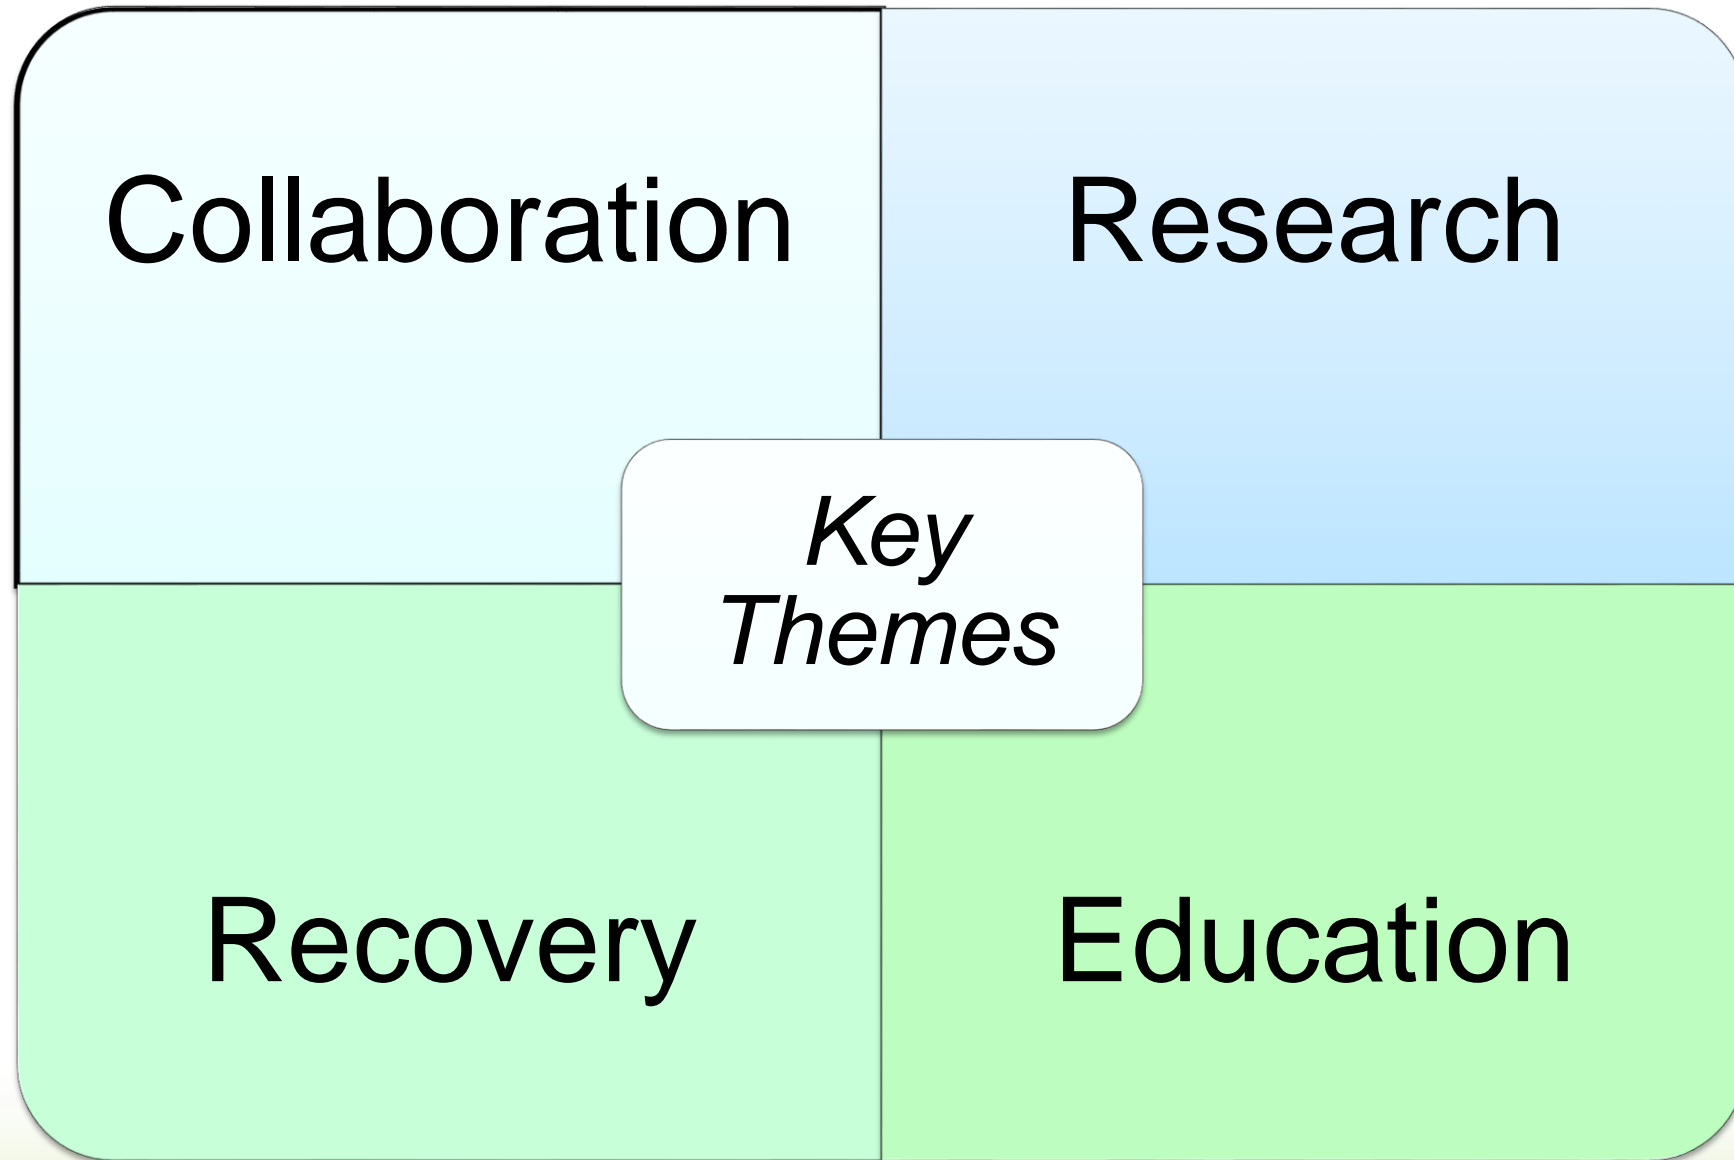 Collaboration
Research
Key
Themes
Recovery
Education